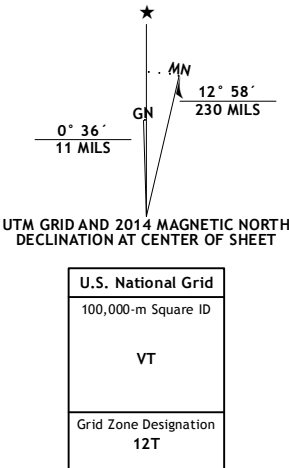 ★
MN
12° 58´
230 MILS
GN
0° 36´
11 MILS
UTM GRID AND 2014 MAGNETIC NORTH
DECLINATION AT CENTER OF SHEET
U.S. National Grid
100,000-m Square ID
VT
Grid Zone Designation
12T